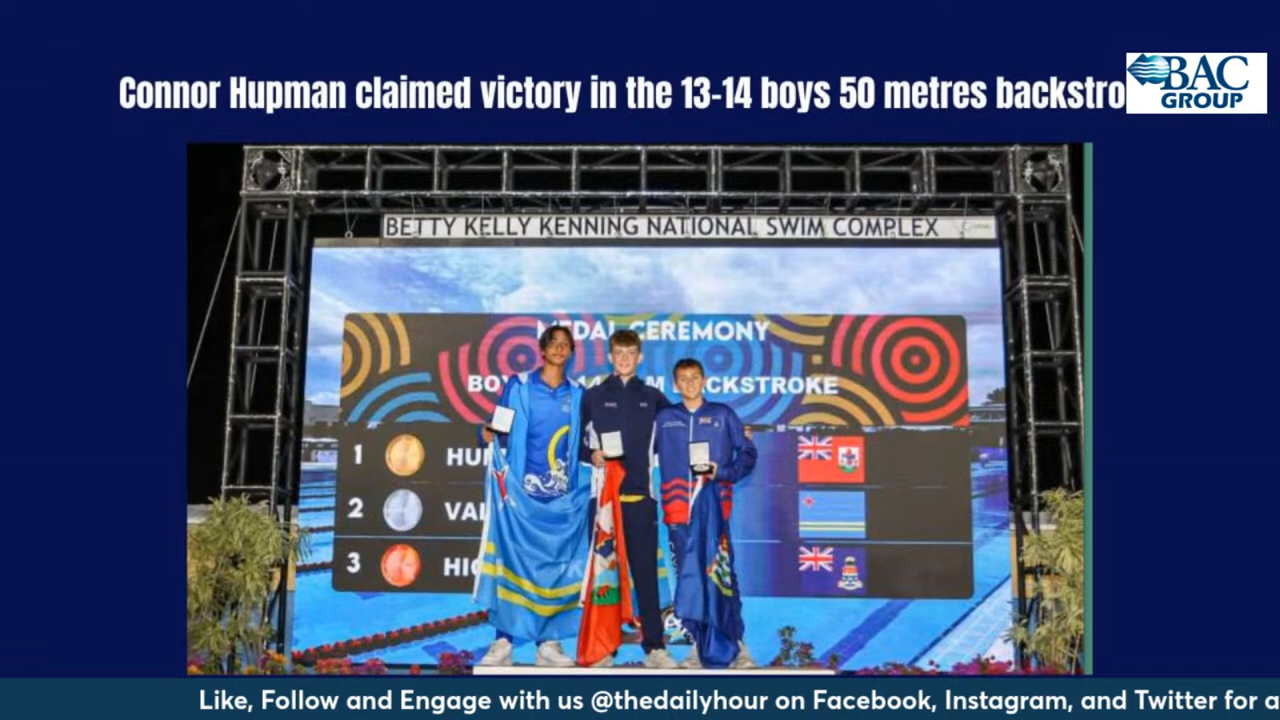 Connor Hupman claimed victory in the 13-14 boys 50 metres backstro
BAC
GROUP
BETTY KELLY KENNING NATIONAL SWIM COMPLEX
MEDAL CEREMONY
1
2
3
Like, Follow and Engage with us @thedailyhour on Facebook, Instagram, and Twitter for a